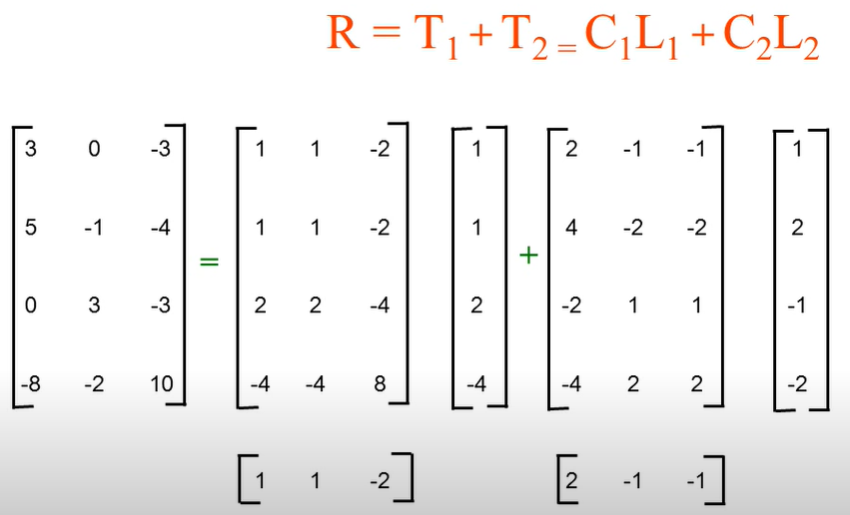 R = T₁ + T₂ = C₁L₁ + C₂L₂
3 0 -3 1 1 -2 1 2 -1 -1 1
5 -1 -4 1 1 -2 1 4 -2 -2 2
= +
0 3 -3 2 2 -4 2 -2 1 1 -1
-8 -2 10 -4 -4 8 -4 -4 2 2 -2
1 1 -2 2 -1 -1